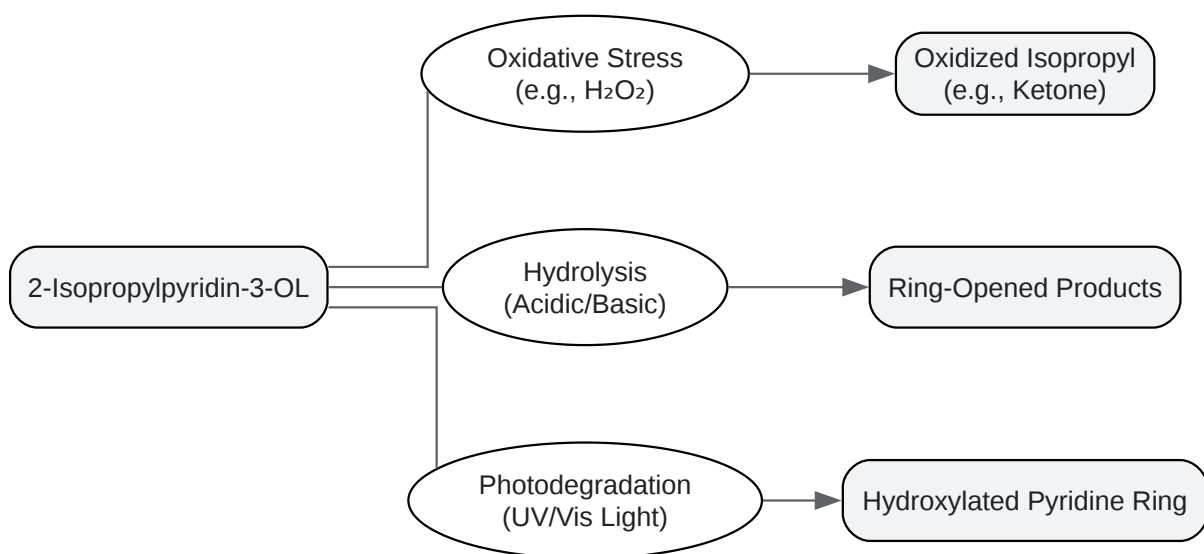 Oxidative Stress
(e.g., H₂O₂)
Oxidized Isopropyl
(e.g., Ketone)
2-Isopropylpyridin-3-OL
Hydrolysis
(Acidic/Basic)
Ring-Opened Products
Photodegradation
(UV/Vis Light)
Hydroxylated Pyridine Ring